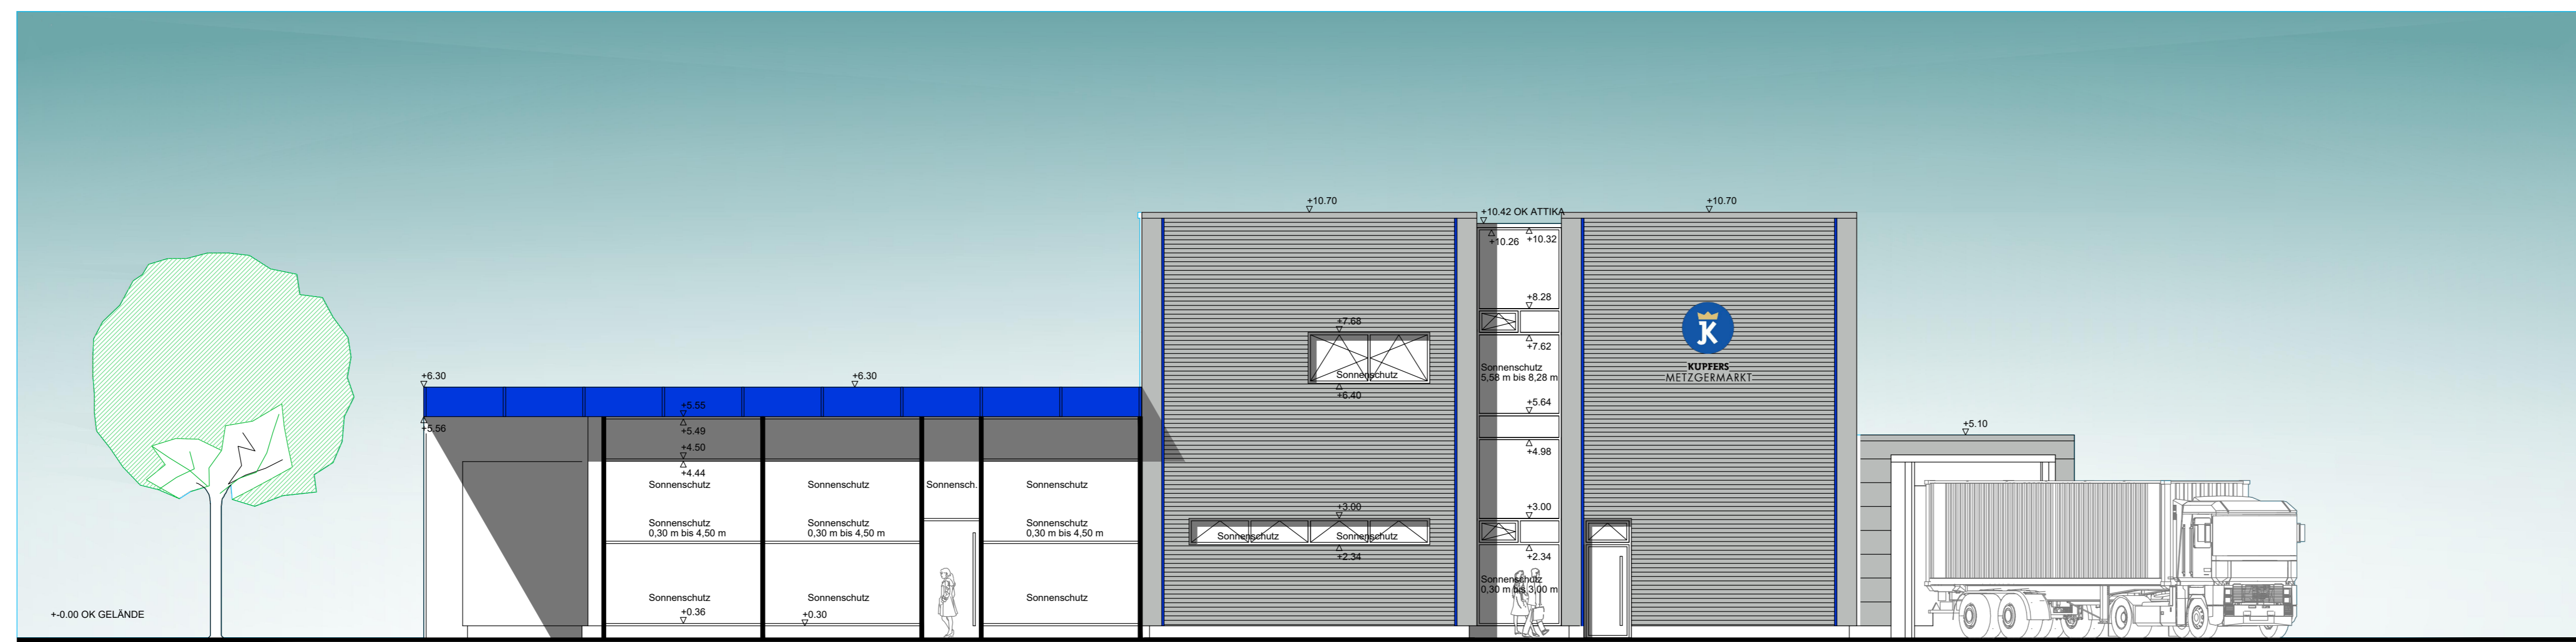 +10.70
+10.70
+10.42 OK ATTIKA
+10.26
+10.32
+8.28
+7.68
+7.62
Sonnenschutz
5,58 m bis 8,28 m
JK
KUPFERS
METZGERMARKT
+6.30
+6.30
Sonnenschutz
+6.40
+5.55
+5.64
+5.56
+5.49
+5.10
+4.50
+4.98
+4.44
Sonnenschutz
Sonnenschutz
Sonnensch.
Sonnenschutz
+3.00
+3.00
Sonnenschutz
0,30 m bis 4,50 m
Sonnenschutz
0,30 m bis 4,50 m
Sonnenschutz
0,30 m bis 4,50 m
Sonnenschutz
Sonnenschutz
+2.34
+2.34
Sonnenschutz
0,30 m bis 3,00 m
Sonnenschutz
Sonnenschutz
Sonnenschutz
+0.36
+0.30
+-0.00 OK GELÄNDE